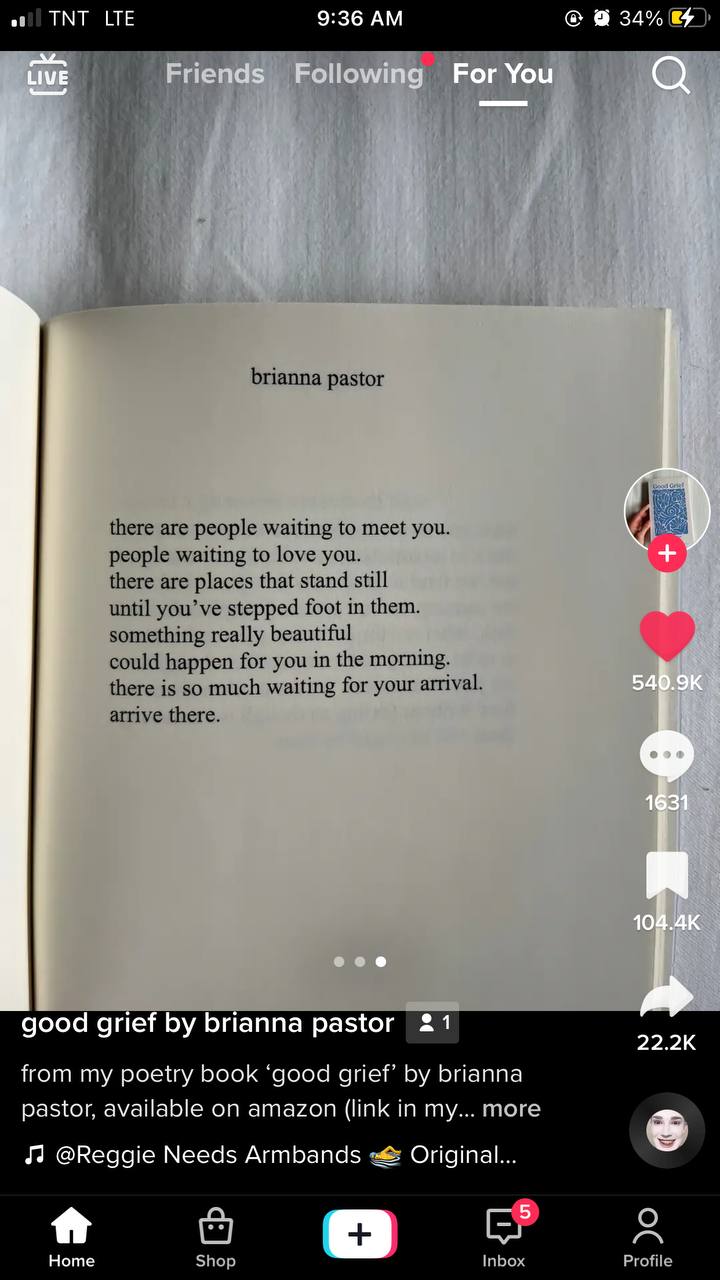 TNT LTE 9:36 AM 34%
LIVE Friends Following For You
brianna pastor
Good Grief
there are people waiting to meet you.
people waiting to love you.
there are places that stand still
until you’ve stepped foot in them.
something really beautiful
could happen for you in the morning.
there is so much waiting for your arrival.
arrive there.
540.9K
1631
104.4K
22.2K
good grief by brianna pastor 1
from my poetry book ‘good grief’ by brianna
pastor, available on amazon (link in my... more
@Reggie Needs Armbands Original...
5
Home Shop Inbox Profile